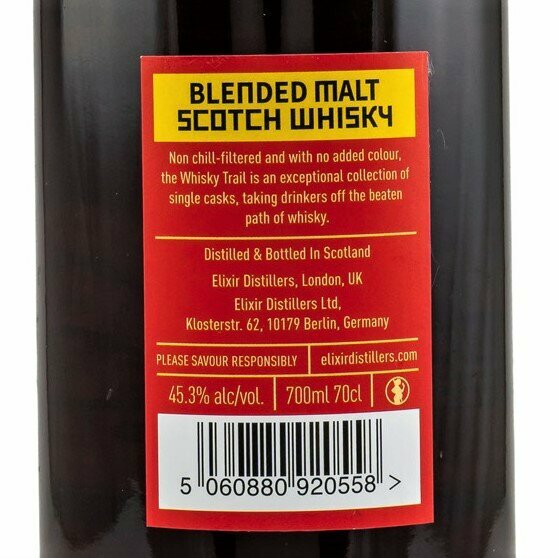 BLENDED MALT
SCOTCH WHISKY
Non chill-filtered and with no added colour,
the Whisky Trail is an exceptional collection of
single casks, taking drinkers off the beaten
path of whisky.
Distilled & Bottled In Scotland
Elixir Distillers, London, UK
Elixir Distillers Ltd,
Klosterstr. 62, 10179 Berlin, Germany
PLEASE SAVOUR RESPONSIBLY elixirdistillers.com
45.3% alc/vol. 700ml 70cl
5 060880 920558 >